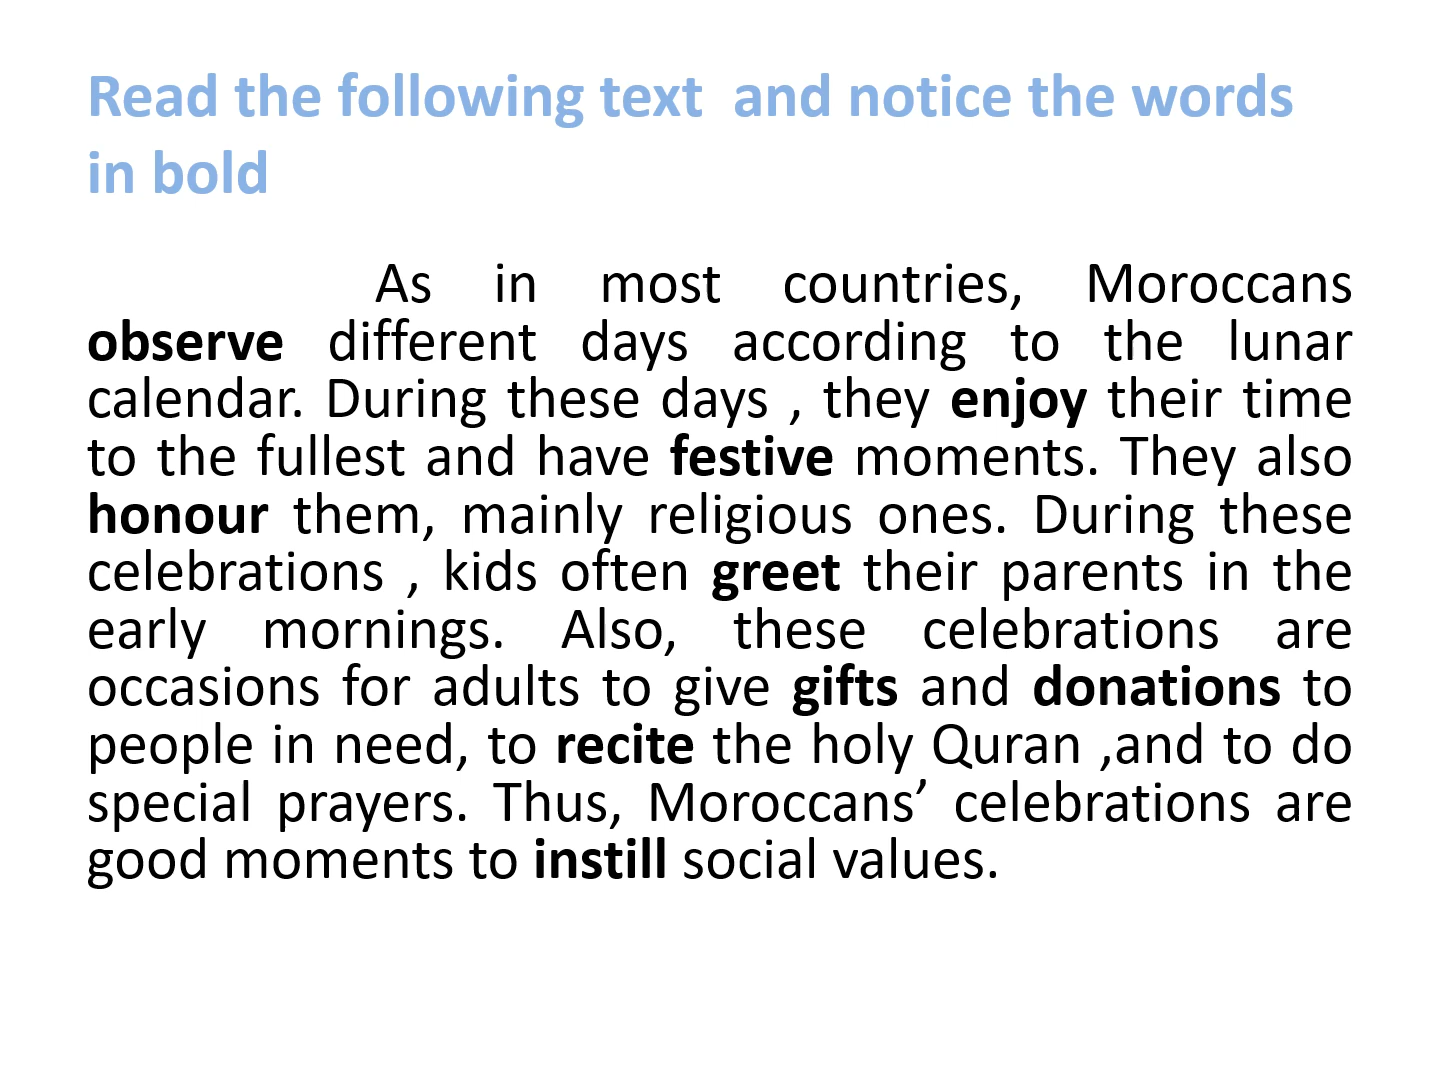 Read the following text  and notice the words
in bold
As in most countries, Moroccans
observe different days according to the lunar
calendar. During these days , they enjoy their time
to the fullest and have festive moments. They also
honour them, mainly religious ones. During these
celebrations , kids often greet their parents in the
early mornings. Also, these celebrations are
occasions for adults to give gifts and donations to
people in need, to recite the holy Quran ,and to do
special prayers. Thus, Moroccans’ celebrations are
good moments to instill social values.